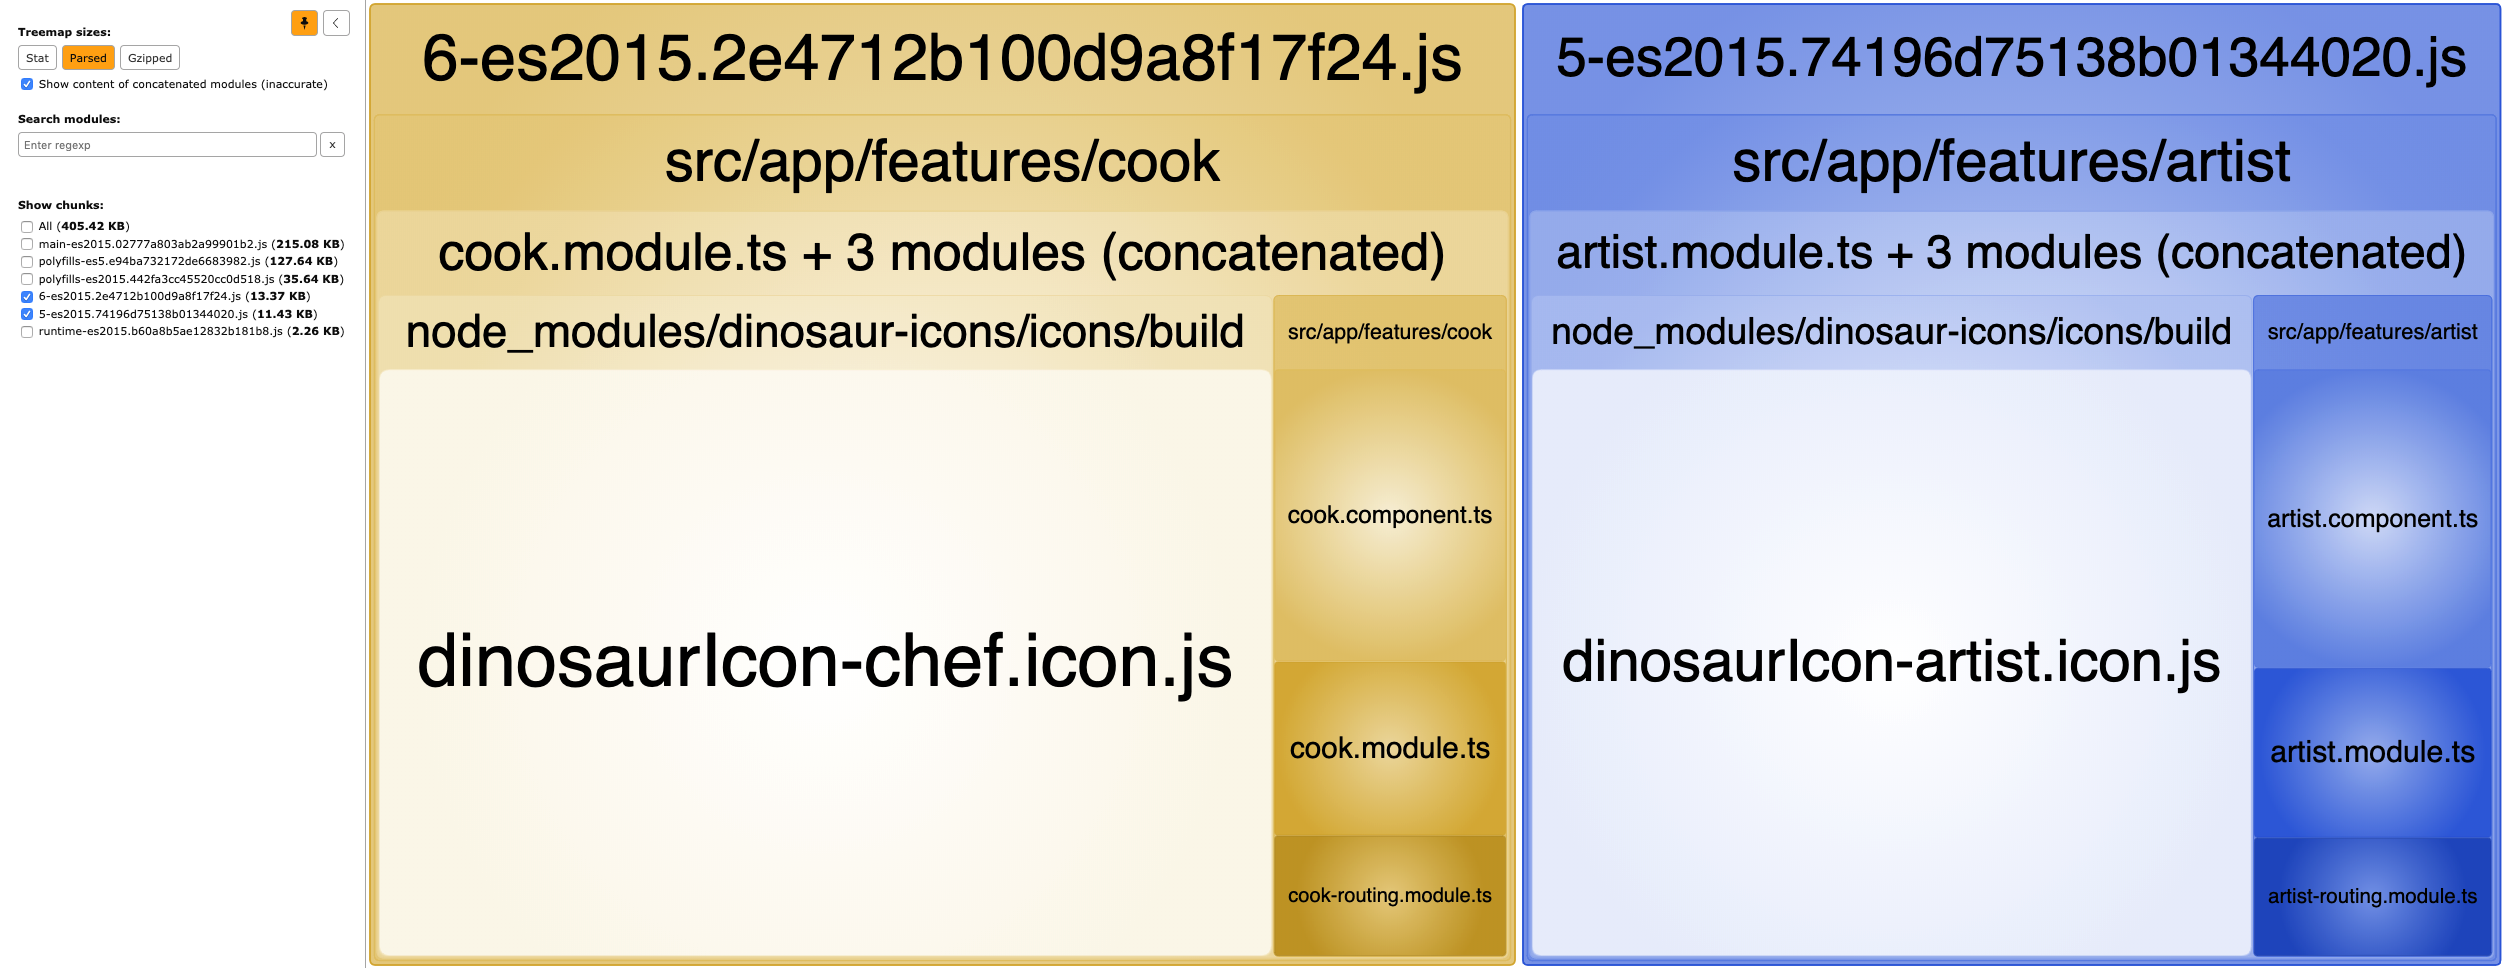 Treemap sizes:
Stat Parsed Gzipped
Show content of concatenated modules (inaccurate)
Search modules:
Enter regexp x
Show chunks:
All (405.42 KB)
main-es2015.02777a803ab2a99901b2.js (215.08 KB)
polyfills-es5.e94ba732172de6683982.js (127.64 KB)
polyfills-es2015.442fa3cc45520cc0d518.js (35.64 KB)
6-es2015.2e4712b100d9a8f17f24.js (13.37 KB)
5-es2015.74196d75138b01344020.js (11.43 KB)
runtime-es2015.b60a8b5ae12832b181b8.js (2.26 KB)
6-es2015.2e4712b100d9a8f17f24.js
src/app/features/cook
cook.module.ts + 3 modules (concatenated)
node_modules/dinosaur-icons/icons/build
dinosaurIcon-chef.icon.js
src/app/features/cook
cook.component.ts
cook.module.ts
cook-routing.module.ts
5-es2015.74196d75138b01344020.js
src/app/features/artist
artist.module.ts + 3 modules (concatenated)
node_modules/dinosaur-icons/icons/build
dinosaurIcon-artist.icon.js
src/app/features/artist
artist.component.ts
artist.module.ts
artist-routing.module.ts